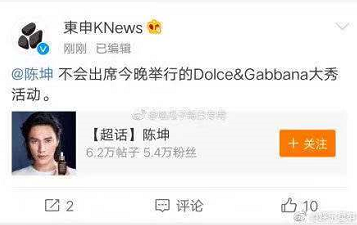 東申KNews
刚刚 已编辑
@陈坤 不会出席今晚举行的Dolce&Gabbana大秀
活动。
【超话】陈坤
6.2万帖子 5.4万粉丝
+ 关注
2
评论
10